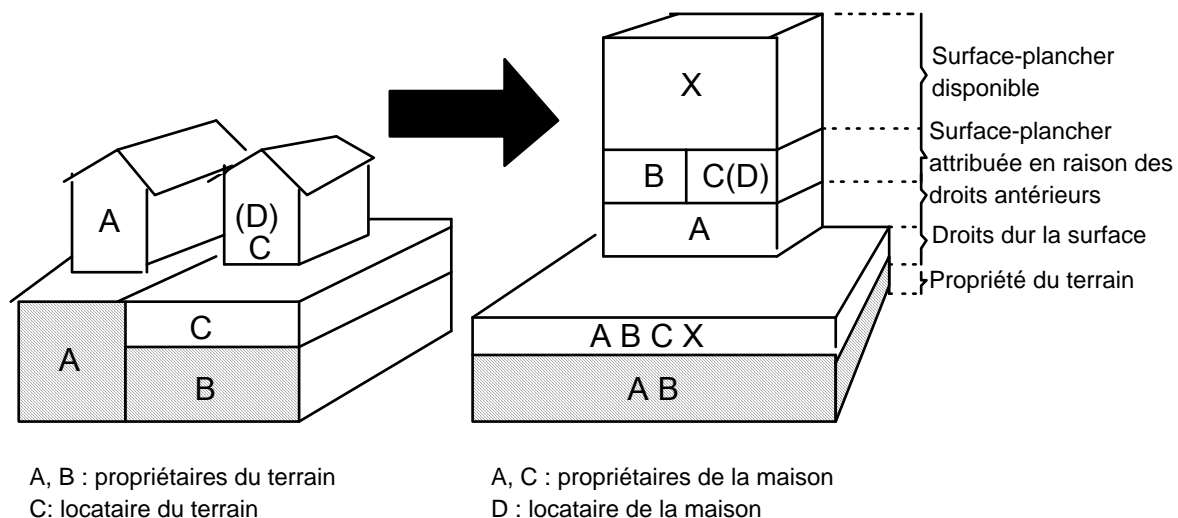 A
(D)
C
C
A
B
X
B
C(D)
A
A B C X
A B
Surface-plancher
disponible
Surface-plancher
attribuée en raison des
droits antérieurs
Droits dur la surface
Propriété du terrain
A, B : propriétaires du terrain
C: locataire du terrain
A, C : propriétaires de la maison
D : locataire de la maison